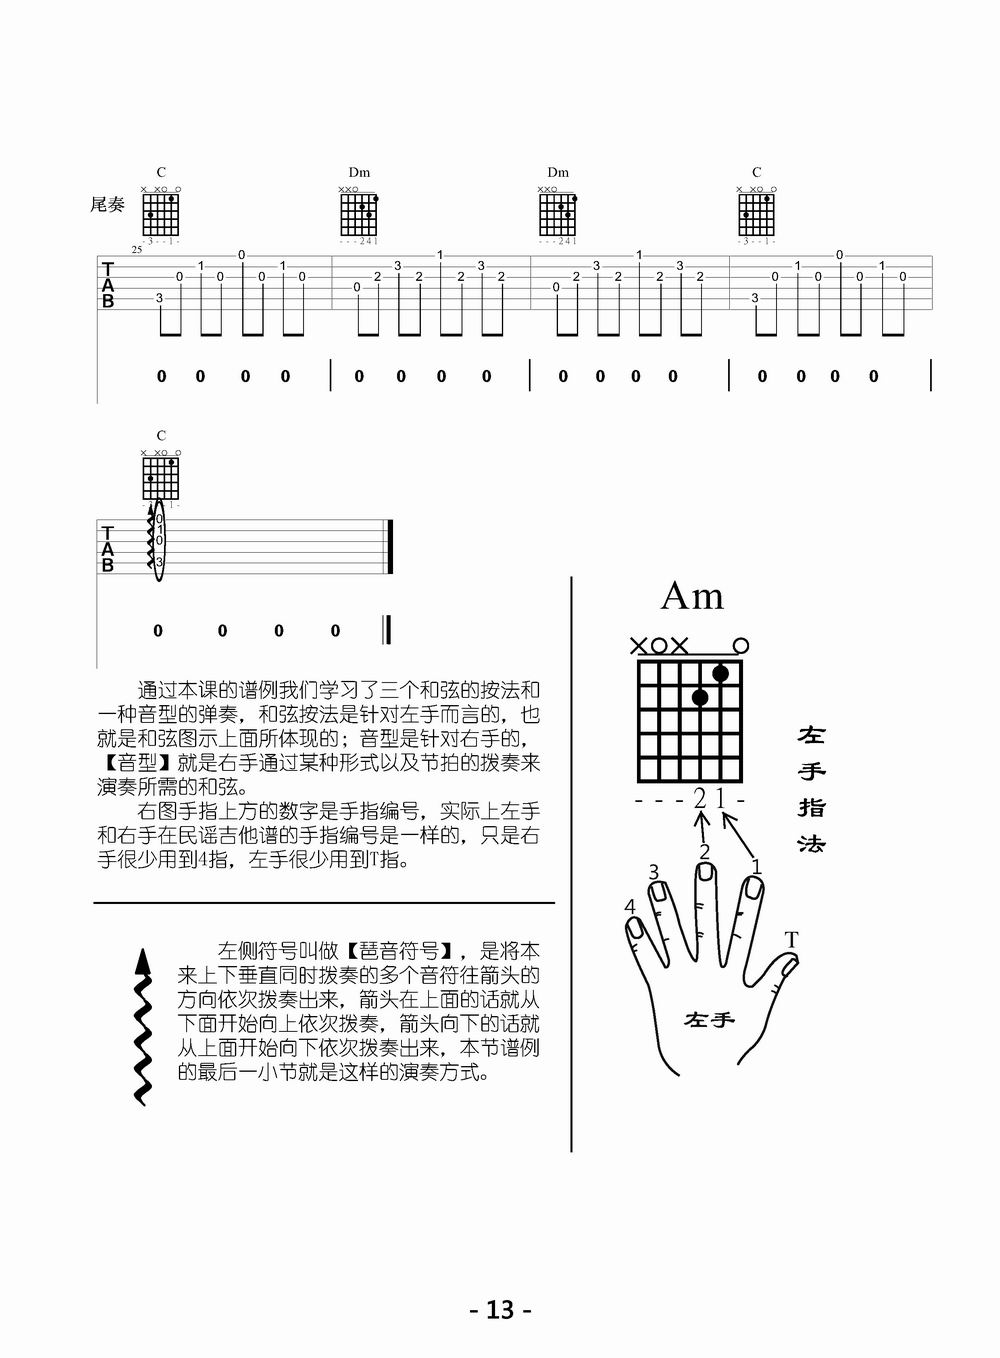 C Dm Dm C
尾奏
× ×○ ○ ××○ ××○ × ×○ ○
- 3 - - 1 - - - - 2 4 1 - - - 2 4 1 - 3 - - 1 -
25
T A B
3 0 1 0 0 0 1 0 0 2 3 2 1 2 3 2 0 2 3 2 1 2 3 2 3 0 1 0 0 0 1 0
0 0 0 0 0 0 0 0 0 0 0 0 0 0 0 0
C
× ×○ ○
T A B
0
1
0
3
0 0 0 0
通过本课的谱例我们学习了三个和弦的按法和
一种音型的弹奏，和弦按法是针对左手而言的，也
就是和弦图示上面所体现的；音型是针对右手的，
【音型】就是右手通过某种形式以及节拍的拨奏来
演奏所需的和弦。
右图手指上方的数字是手指编号，实际上左手
和右手在民谣吉他谱的手指编号是一样的，只是右
手很少用到4指，左手很少用到T指。
左侧符号叫做【琶音符号】，是将本
来上下垂直同时拨奏的多个音符往箭头的
方向依次拨奏出来，箭头在上面的话就从
下面开始向上依次拨奏，箭头向下的话就
从上面开始向下依次拨奏出来，本节谱例
的最后一小节就是这样的演奏方式。
Am
×○× ○
- - - 2 1 -
左手指法
4 3 2 1 T
左手
- 13 -